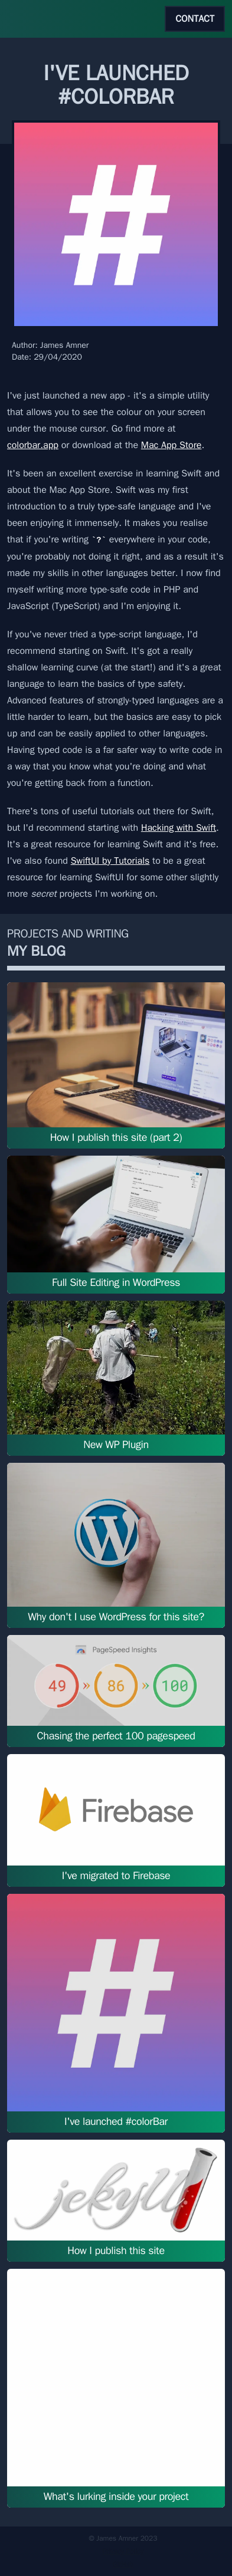 CONTACT
I'VE LAUNCHED
#COLORBAR
#
Author: James Amner
Date: 29/04/2020
I've just launched a new app - it's a simple utility
that allows you to see the colour on your screen
under the mouse cursor. Go find more at
colorbar.app or download at the Mac App Store.
It's been an excellent exercise in learning Swift and
about the Mac App Store. Swift was my first
introduction to a truly type-safe language and I've
been enjoying it immensely. It makes you realise
that if you're writing `?` everywhere in your code,
you're probably not doing it right, and as a result it's
made my skills in other languages better. I now find
myself writing more type-safe code in PHP and
JavaScript (TypeScript) and I'm enjoying it.
If you've never tried a type-script language, I'd
recommend starting on Swift. It's got a really
shallow learning curve (at the start!) and it's a great
language to learn the basics of type safety.
Advanced features of strongly-typed languages are a
little harder to learn, but the basics are easy to pick
up and can be easily applied to other languages.
Having typed code is a far safer way to write code in
a way that you know what you're doing and what
you're getting back from a function.
There's tons of useful tutorials out there for Swift,
but I'd recommend starting with Hacking with Swift.
It's a great resource for learning Swift and it's free.
I've also found SwiftUI by Tutorials to be a great
resource for learning SwiftUI for some other slightly
more secret projects I'm working on.
PROJECTS AND WRITING
MY BLOG
How I publish this site (part 2)
Full Site Editing in WordPress
New WP Plugin
Why don't I use WordPress for this site?
PageSpeed Insights
49 » 86 » 100
Chasing the perfect 100 pagespeed
Firebase
I've migrated to Firebase
#
I've launched #colorBar
jekyll
How I publish this site
What's lurking inside your project
© James Amner 2023